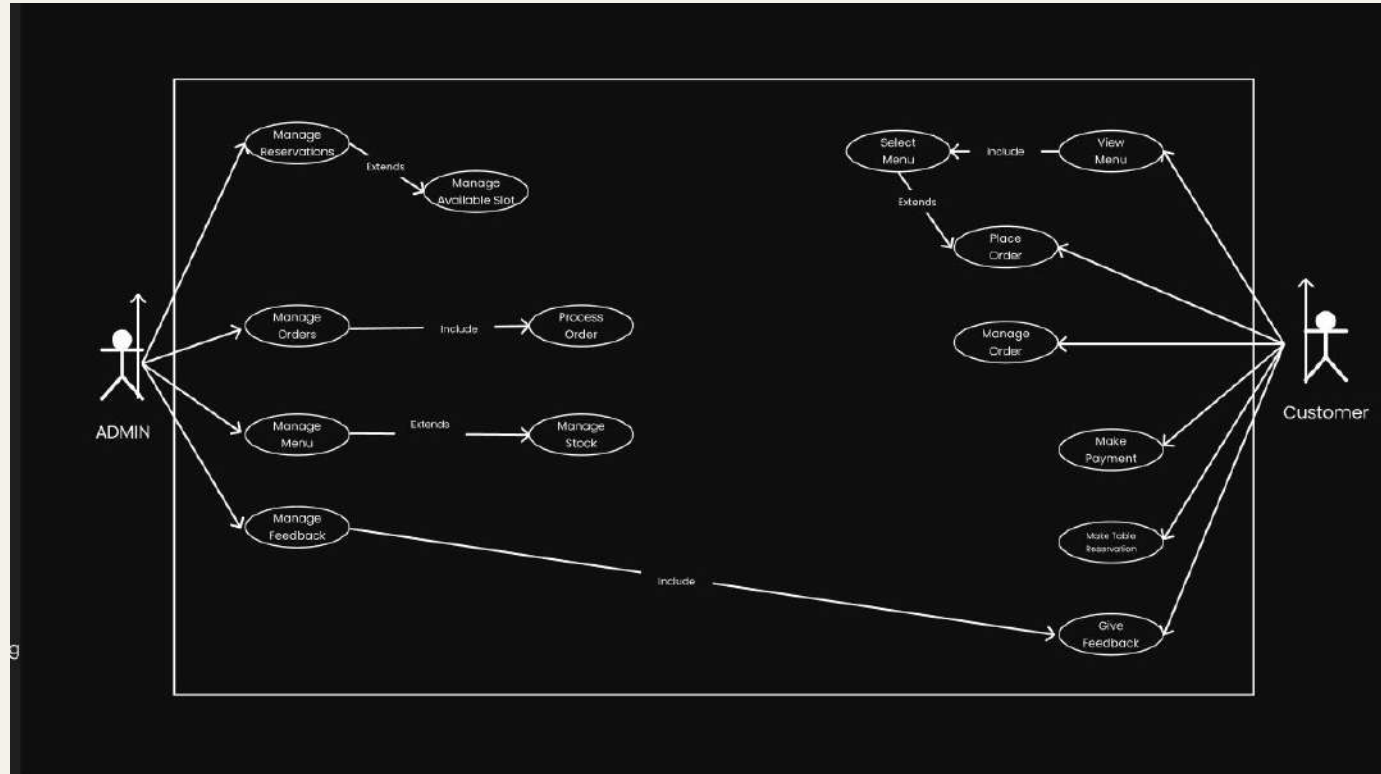 Manage
Reservations
Extends
Manage
Available Slot
Select
Menu
Include
View
Menu
Extends
Place
Order
Manage
Orders
Include
Process
Order
Manage
Order
ADMIN
Customer
Manage
Menu
Extends
Manage
Stock
Make
Payment
Manage
Feedback
Include
Make Table
Reservation
Give
Feedback
g